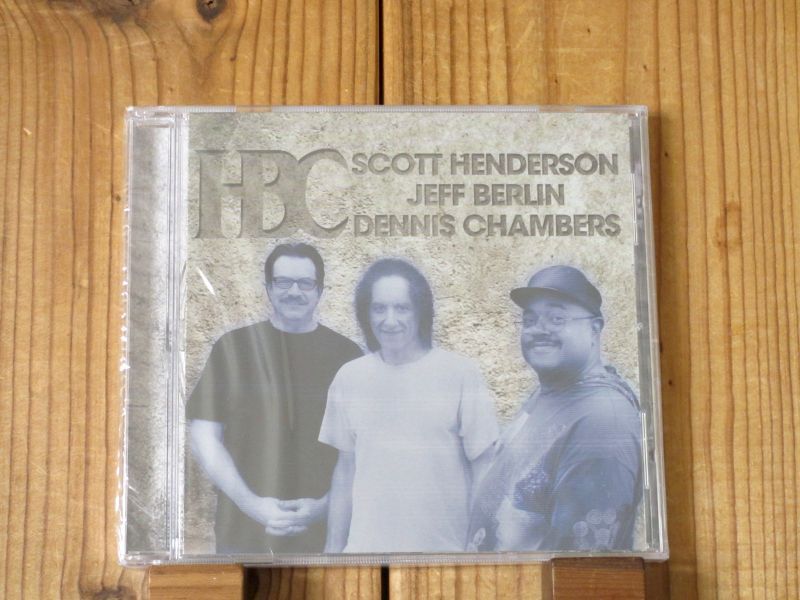 HBC
SCOTT HENDERSON
JEFF BERLIN
DENNIS CHAMBERS